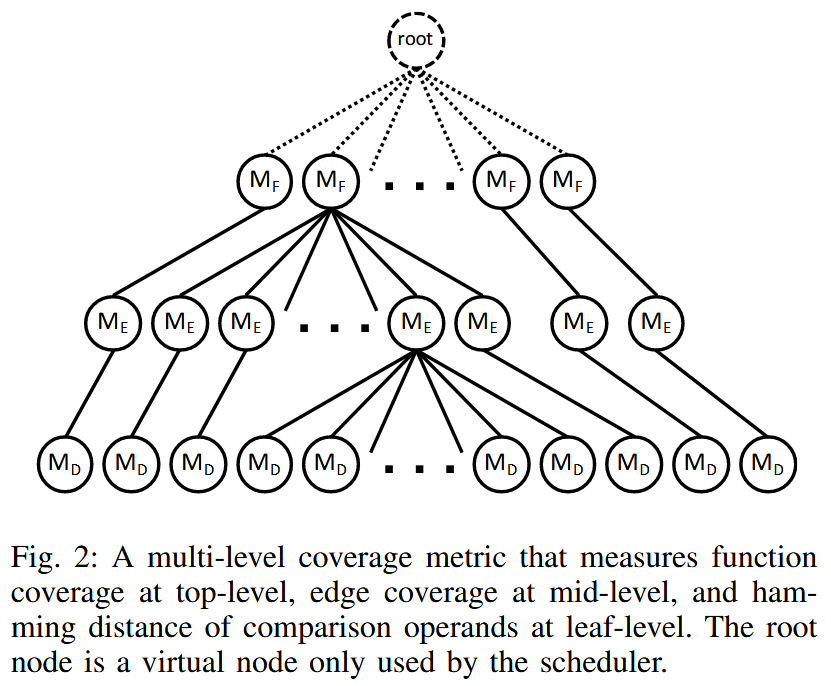 root
M_F M_F . . . M_F M_F
M_E M_E M_E . . . M_E M_E M_E M_E
M_D M_D M_D M_D M_D . . . M_D M_D M_D M_D M_D
Fig. 2: A multi-level coverage metric that measures function
coverage at top-level, edge coverage at mid-level, and ham-
ming distance of comparison operands at leaf-level. The root
node is a virtual node only used by the scheduler.